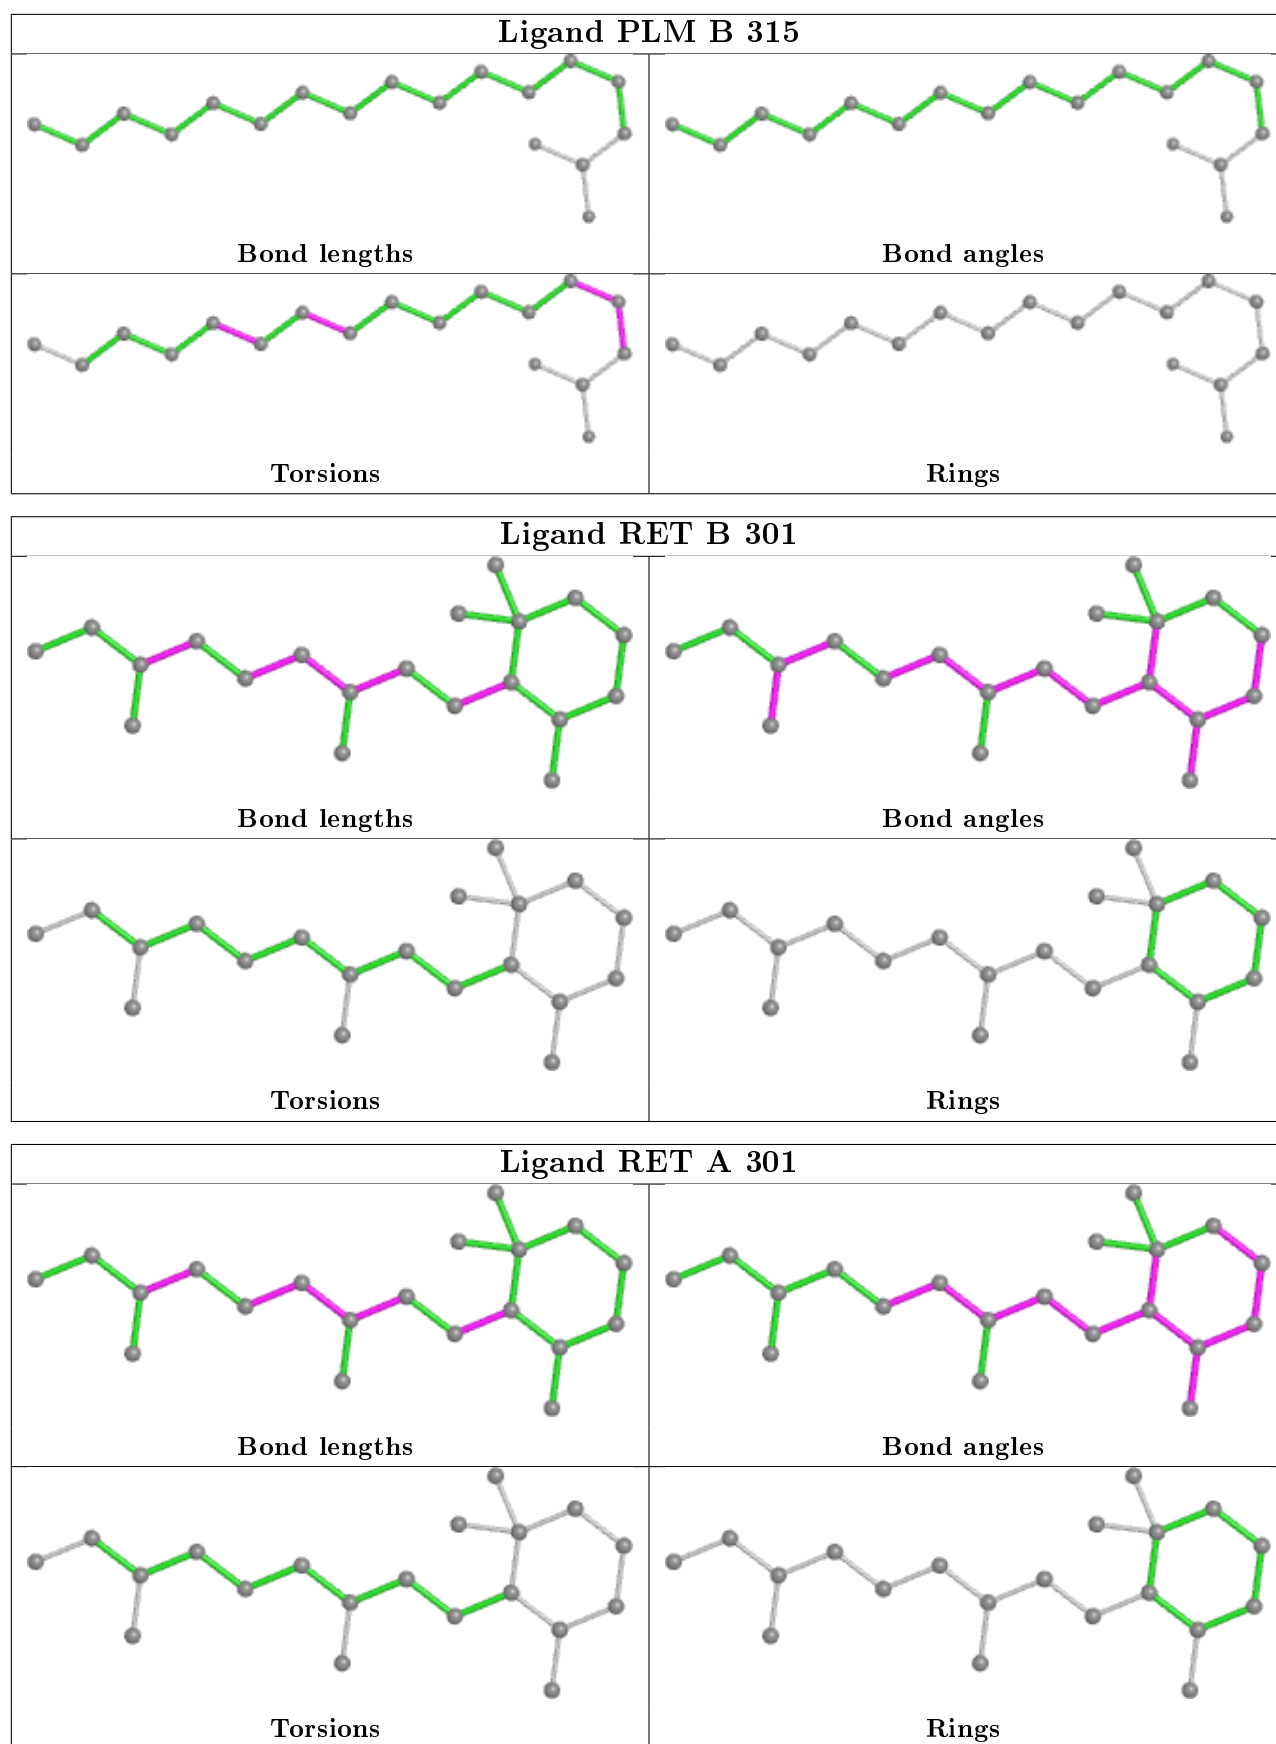 Ligand PLM B 315
Bond lengths
Bond angles
Torsions
Rings
Ligand RET B 301
Bond lengths
Bond angles
Torsions
Rings
Ligand RET A 301
Bond lengths
Bond angles
Torsions
Rings